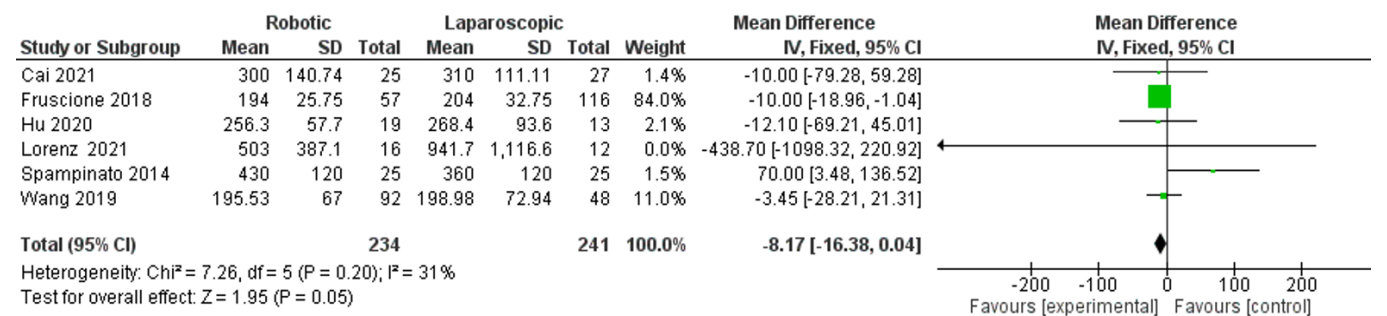 Robotic Laparoscopic Mean Difference Mean Difference
Study or Subgroup Mean SD Total Mean SD Total Weight IV, Fixed, 95% CI IV, Fixed, 95% CI
Cai 2021 300 140.74 25 310 111.11 27 1.4% -10.00 [-79.28, 59.28]
Fruscione 2018 194 25.75 57 204 32.75 116 84.0% -10.00 [-18.96, -1.04]
Hu 2020 256.3 57.7 19 268.4 93.6 13 2.1% -12.10 [-69.21, 45.01]
Lorenz 2021 503 387.1 16 941.7 1,116.6 12 0.0% -438.70 [-1098.32, 220.92]
Spampinato 2014 430 120 25 360 120 25 1.5% 70.00 [3.48, 136.52]
Wang 2019 195.53 67 92 198.98 72.94 48 11.0% -3.45 [-28.21, 21.31]
Total (95% CI) 234 241 100.0% -8.17 [-16.38, 0.04]
Heterogeneity: Chi² = 7.26, df = 5 (P = 0.20); I² = 31%
Test for overall effect: Z = 1.95 (P = 0.05)
-200 -100 0 100 200
Favours [experimental] Favours [control]